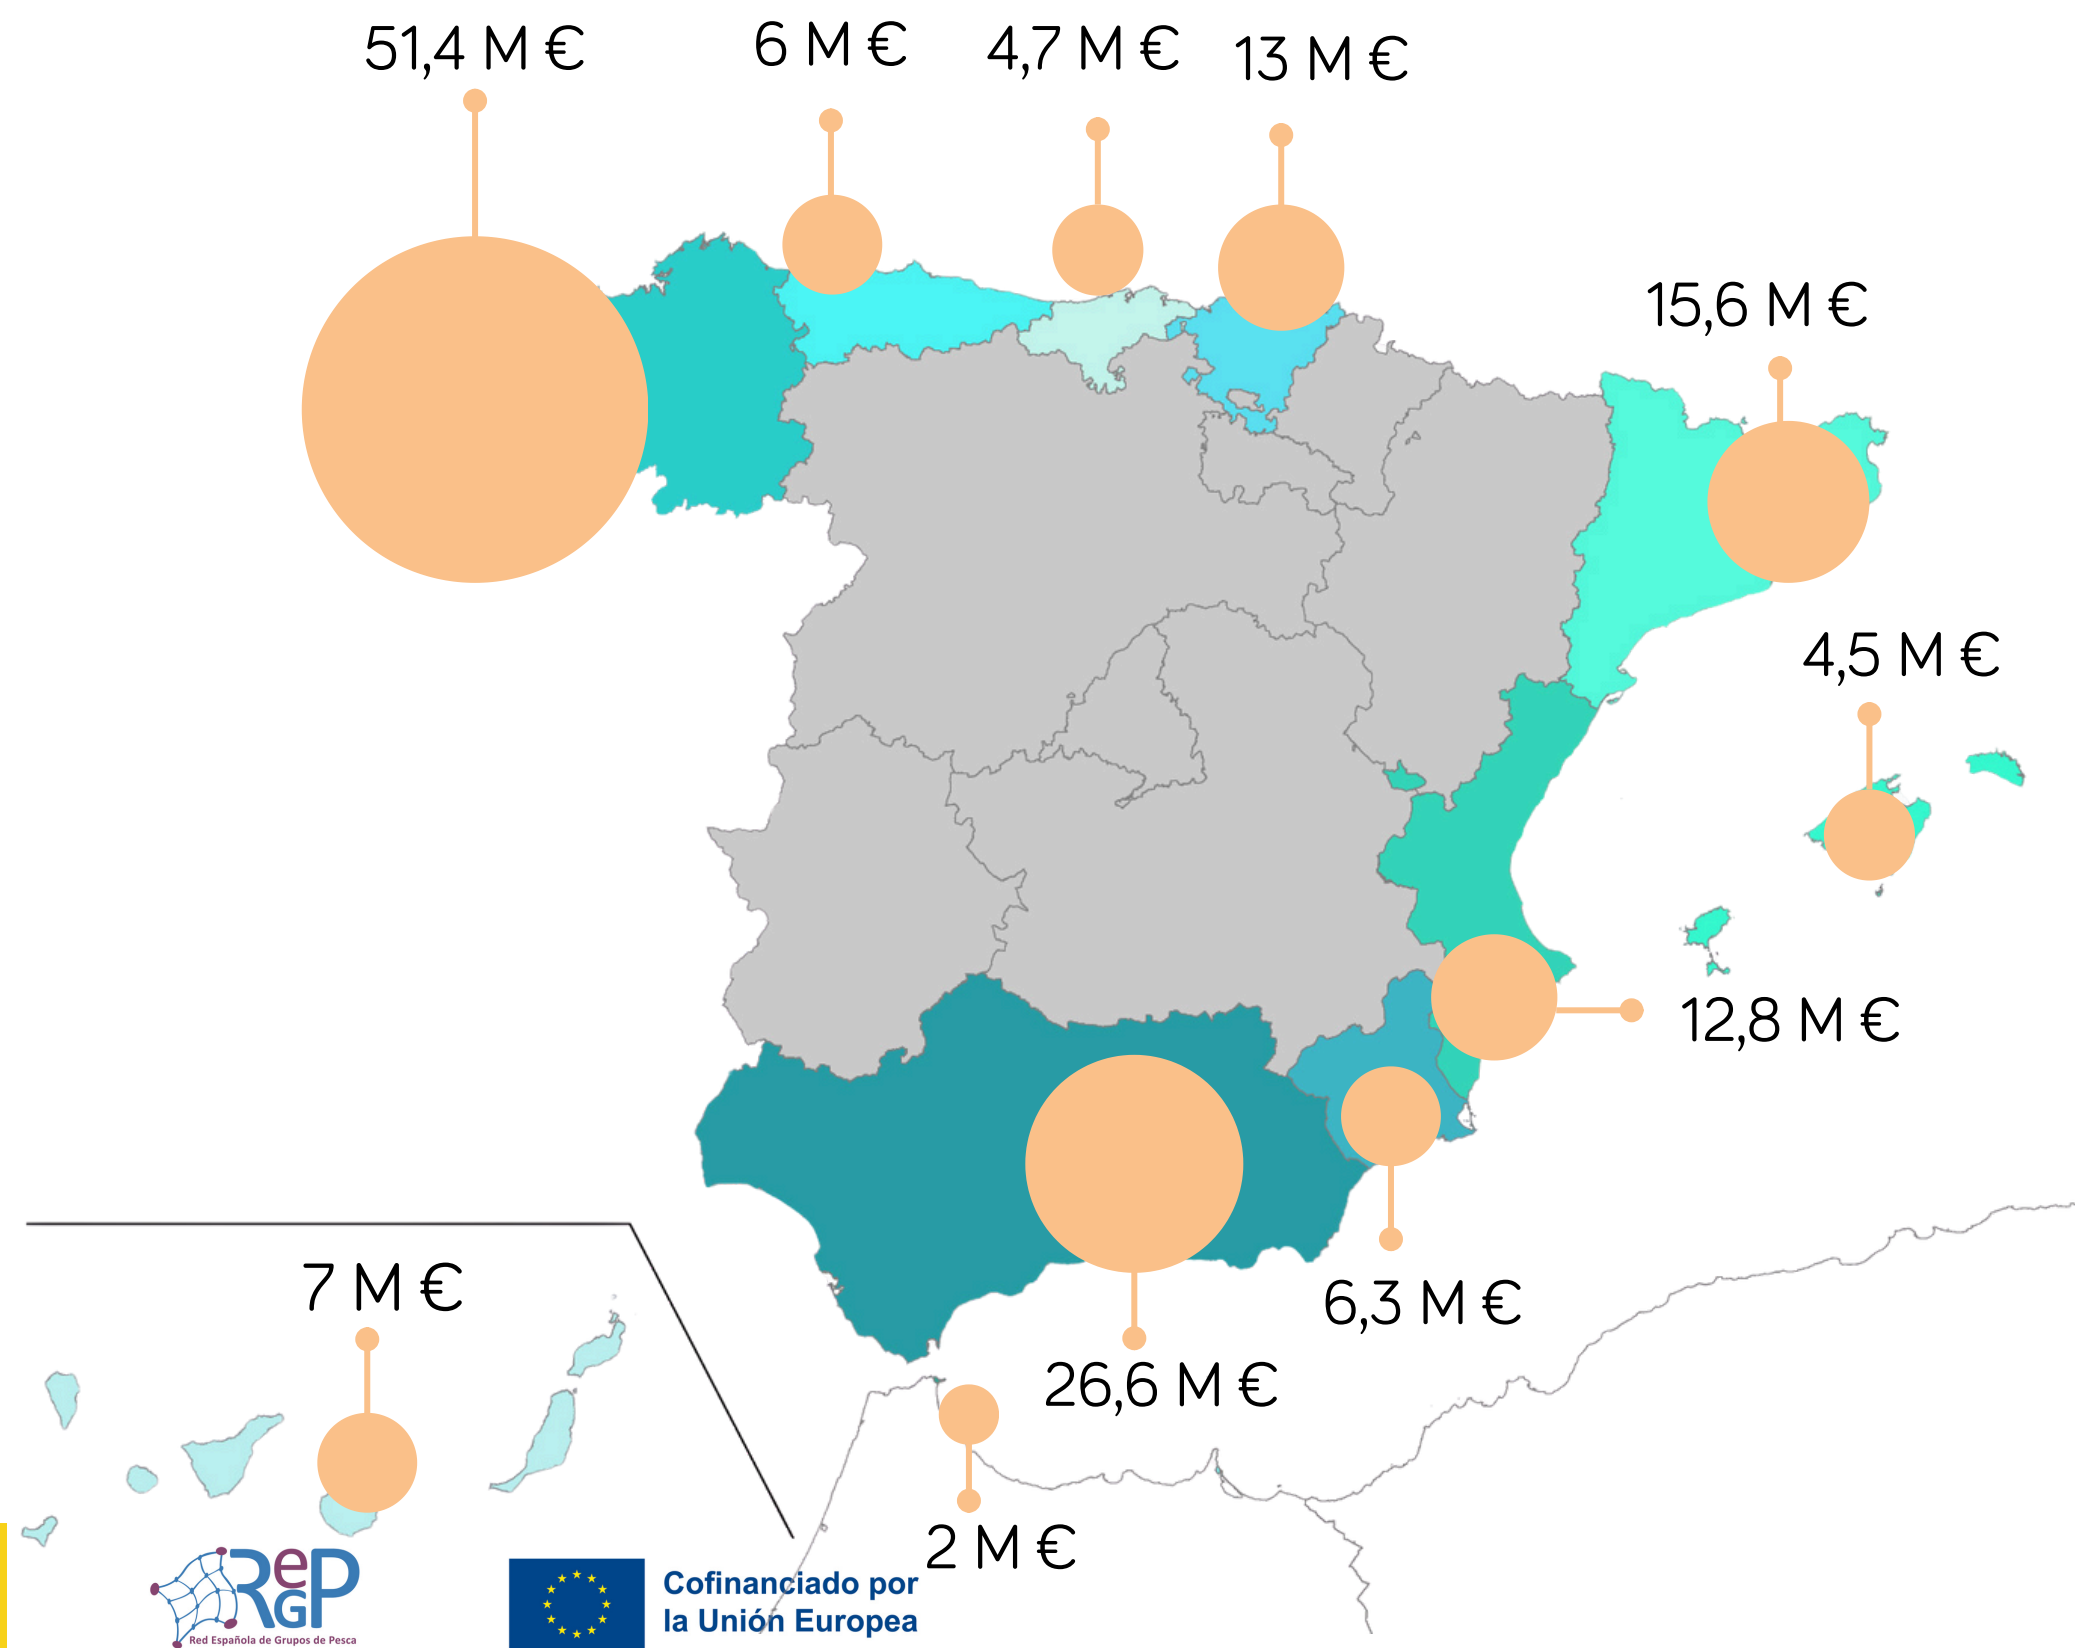 51,4 M €
6 M €
4,7 M €
13 M €
15,6 M €
4,5 M €
12,8 M €
6,3 M €
26,6 M €
7 M €
2 M €
ReGP
Red Española de Grupos de Pesca
Cofinanciado por
la Unión Europea